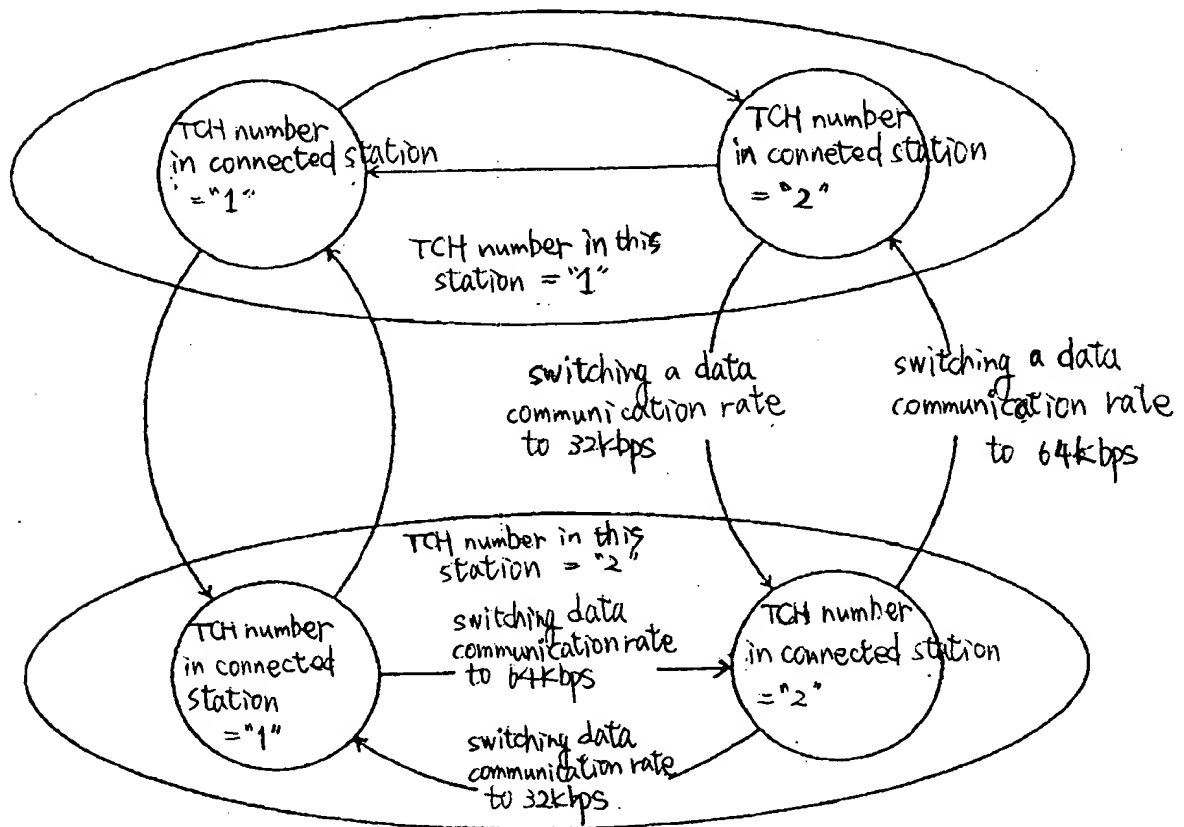 TCH number
in connected station
="1"
TCH number
in conneted station
= "2"
TCH number in this
station = "1"
switching a data
communication rate
to 32kbps
switching a data
communication rate
to 64kbps
TCH number in this
station = "2"
TCH number
in connected
station
="1"
switching data
communication rate
to 64kbps
TCH number
in connected station
="2"
switching data
communication rate
to 32kbps